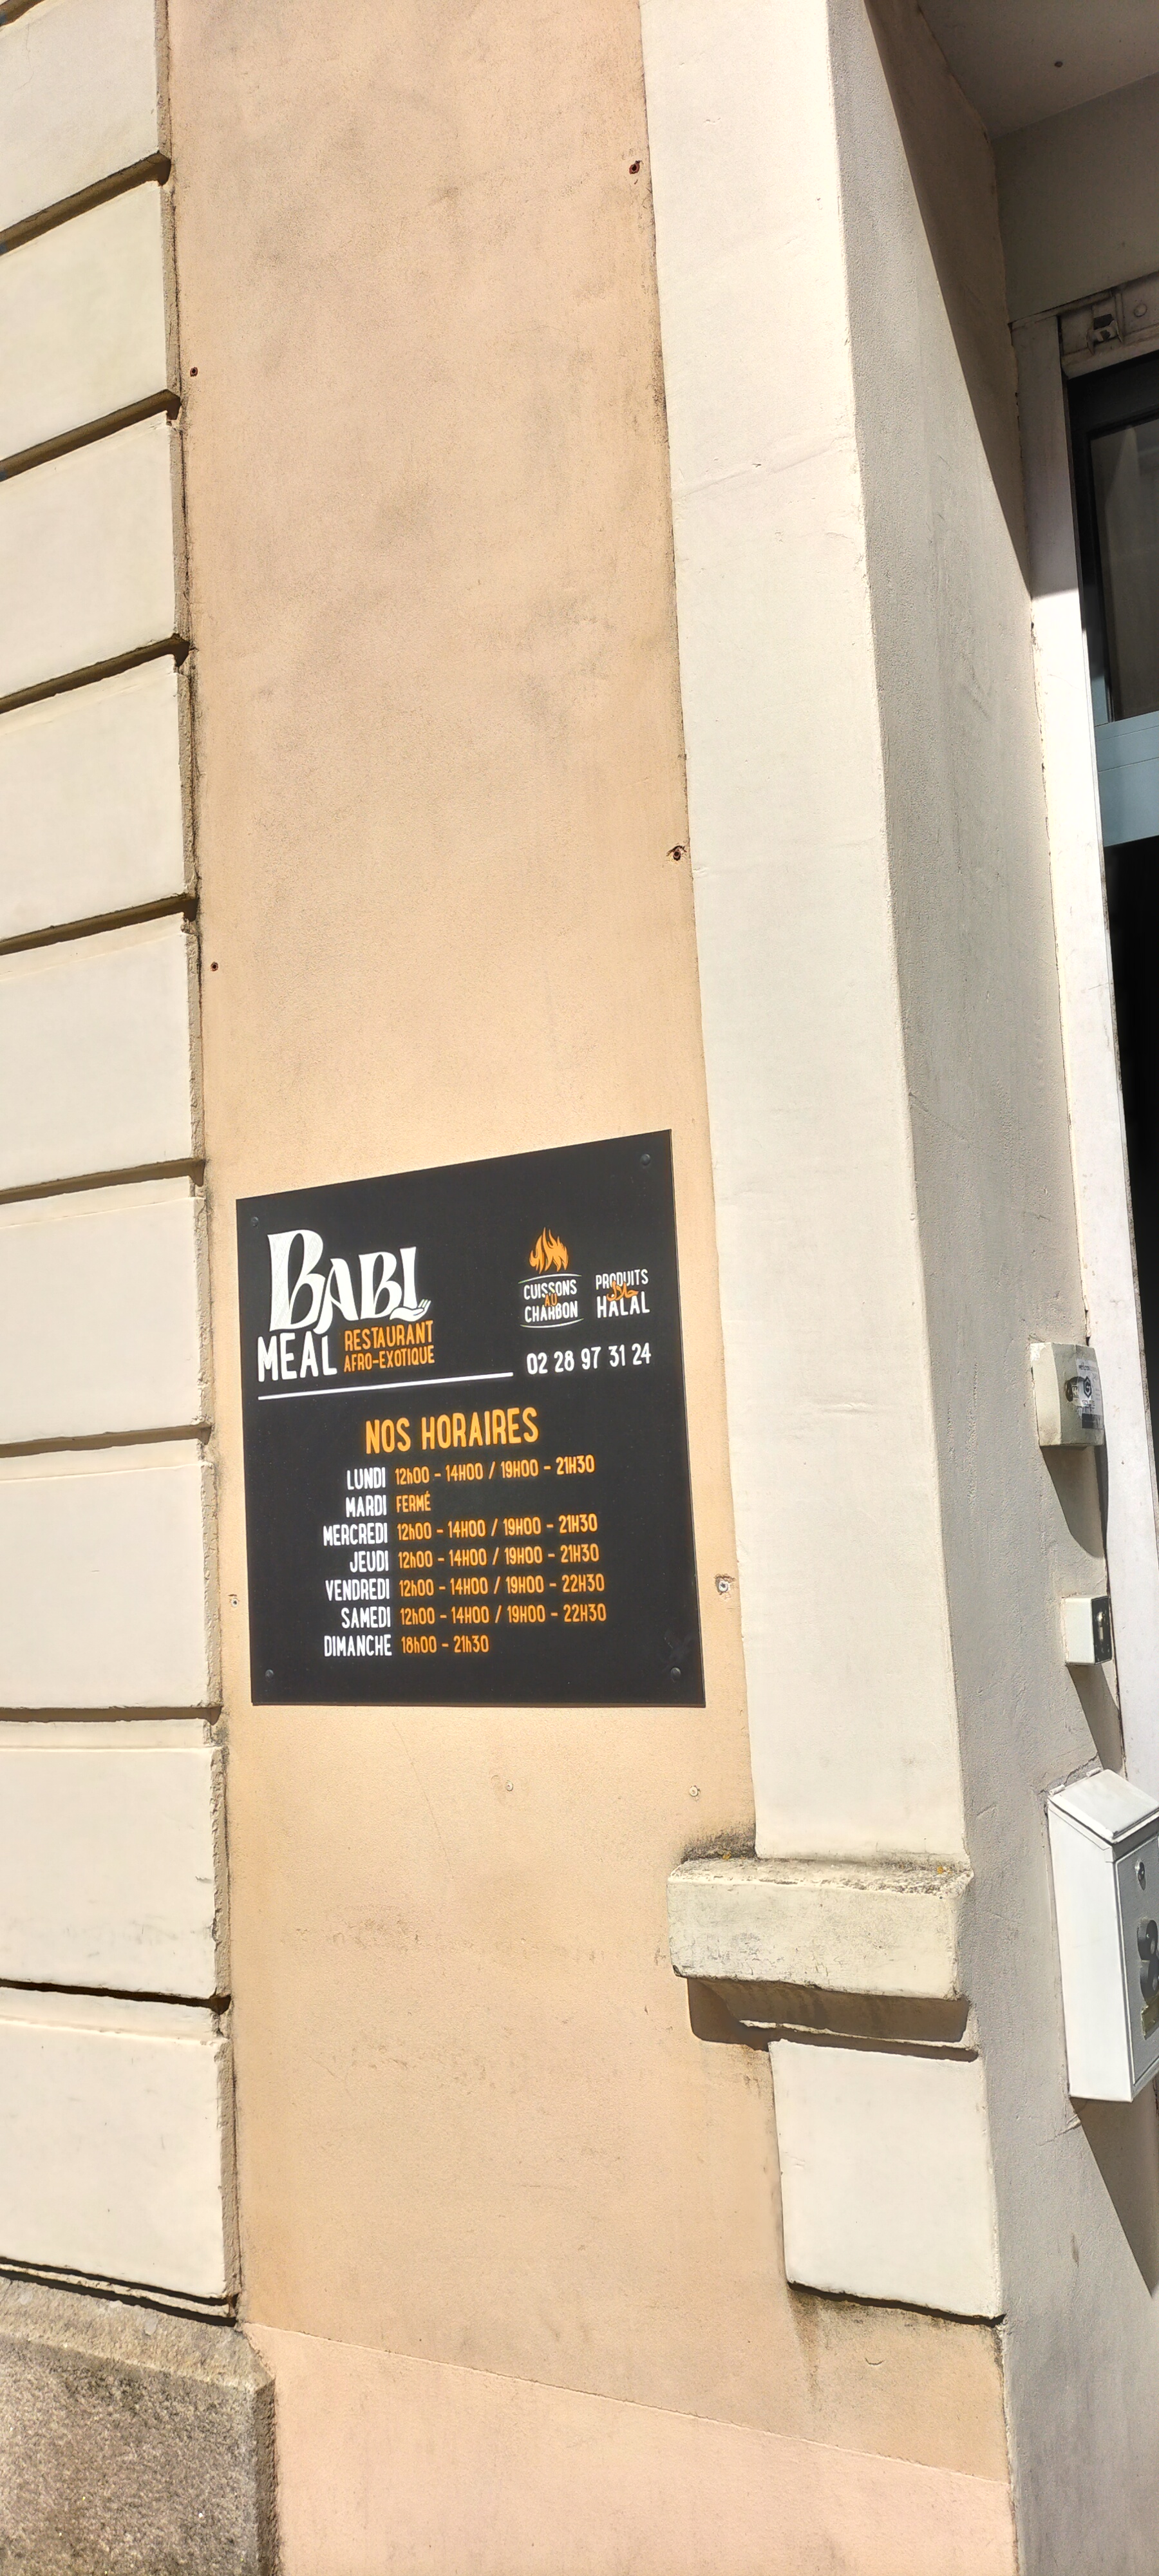 BABI
MEAL RESTAURANT
AFRO-EXOTIQUE
CUISSONS
AU
CHARBON
PRODUITS
حلال
HALAL
02 28 97 31 24
NOS HORAIRES
LUNDI 12h00 - 14H00 / 19H00 - 21H30
MARDI FERMÉ
MERCREDI 12h00 - 14H00 / 19H00 - 21H30
JEUDI 12h00 - 14H00 / 19H00 - 21H30
VENDREDI 12h00 - 14H00 / 19H00 - 22H30
SAMEDI 12h00 - 14H00 / 19H00 - 22H30
DIMANCHE 18h00 - 21h30